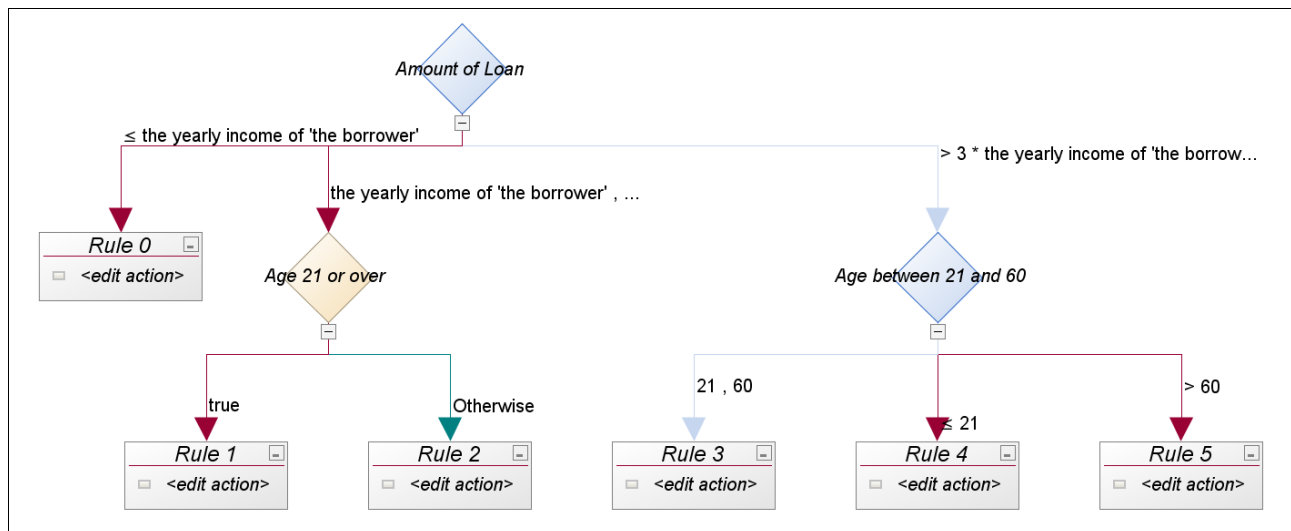 Amount of Loan
≤ the yearly income of 'the borrower'
the yearly income of 'the borrower' , ...
> 3 * the yearly income of 'the borrow...
Rule 0
<edit action>
Age 21 or over
Age between 21 and 60
true
Otherwise
21 , 60
≤ 21
> 60
Rule 1
<edit action>
Rule 2
<edit action>
Rule 3
<edit action>
Rule 4
<edit action>
Rule 5
<edit action>